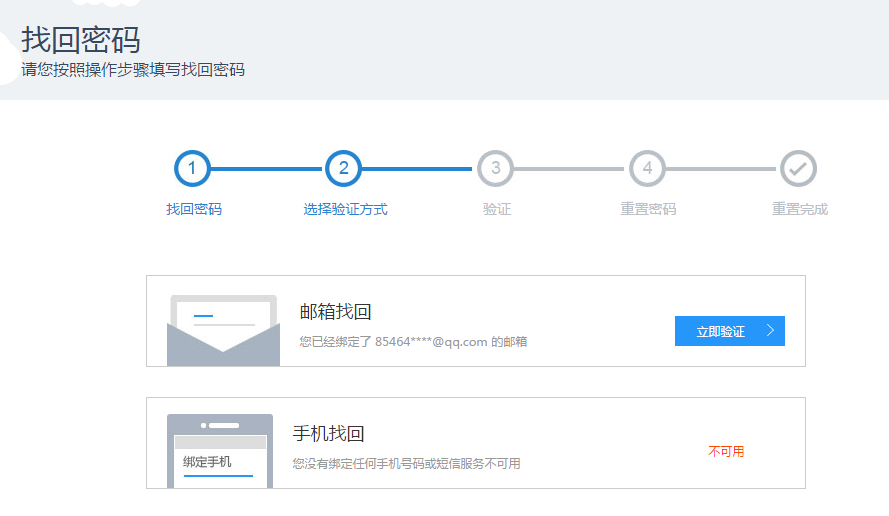 找回密码
请您按照操作步骤填写找回密码
1 2 3 4
找回密码 选择验证方式 验证 重置密码 重置完成
邮箱找回
您已经绑定了 85464****@qq.com 的邮箱
立即验证
手机找回
绑定手机
您没有绑定任何手机号码或短信服务不可用
不可用